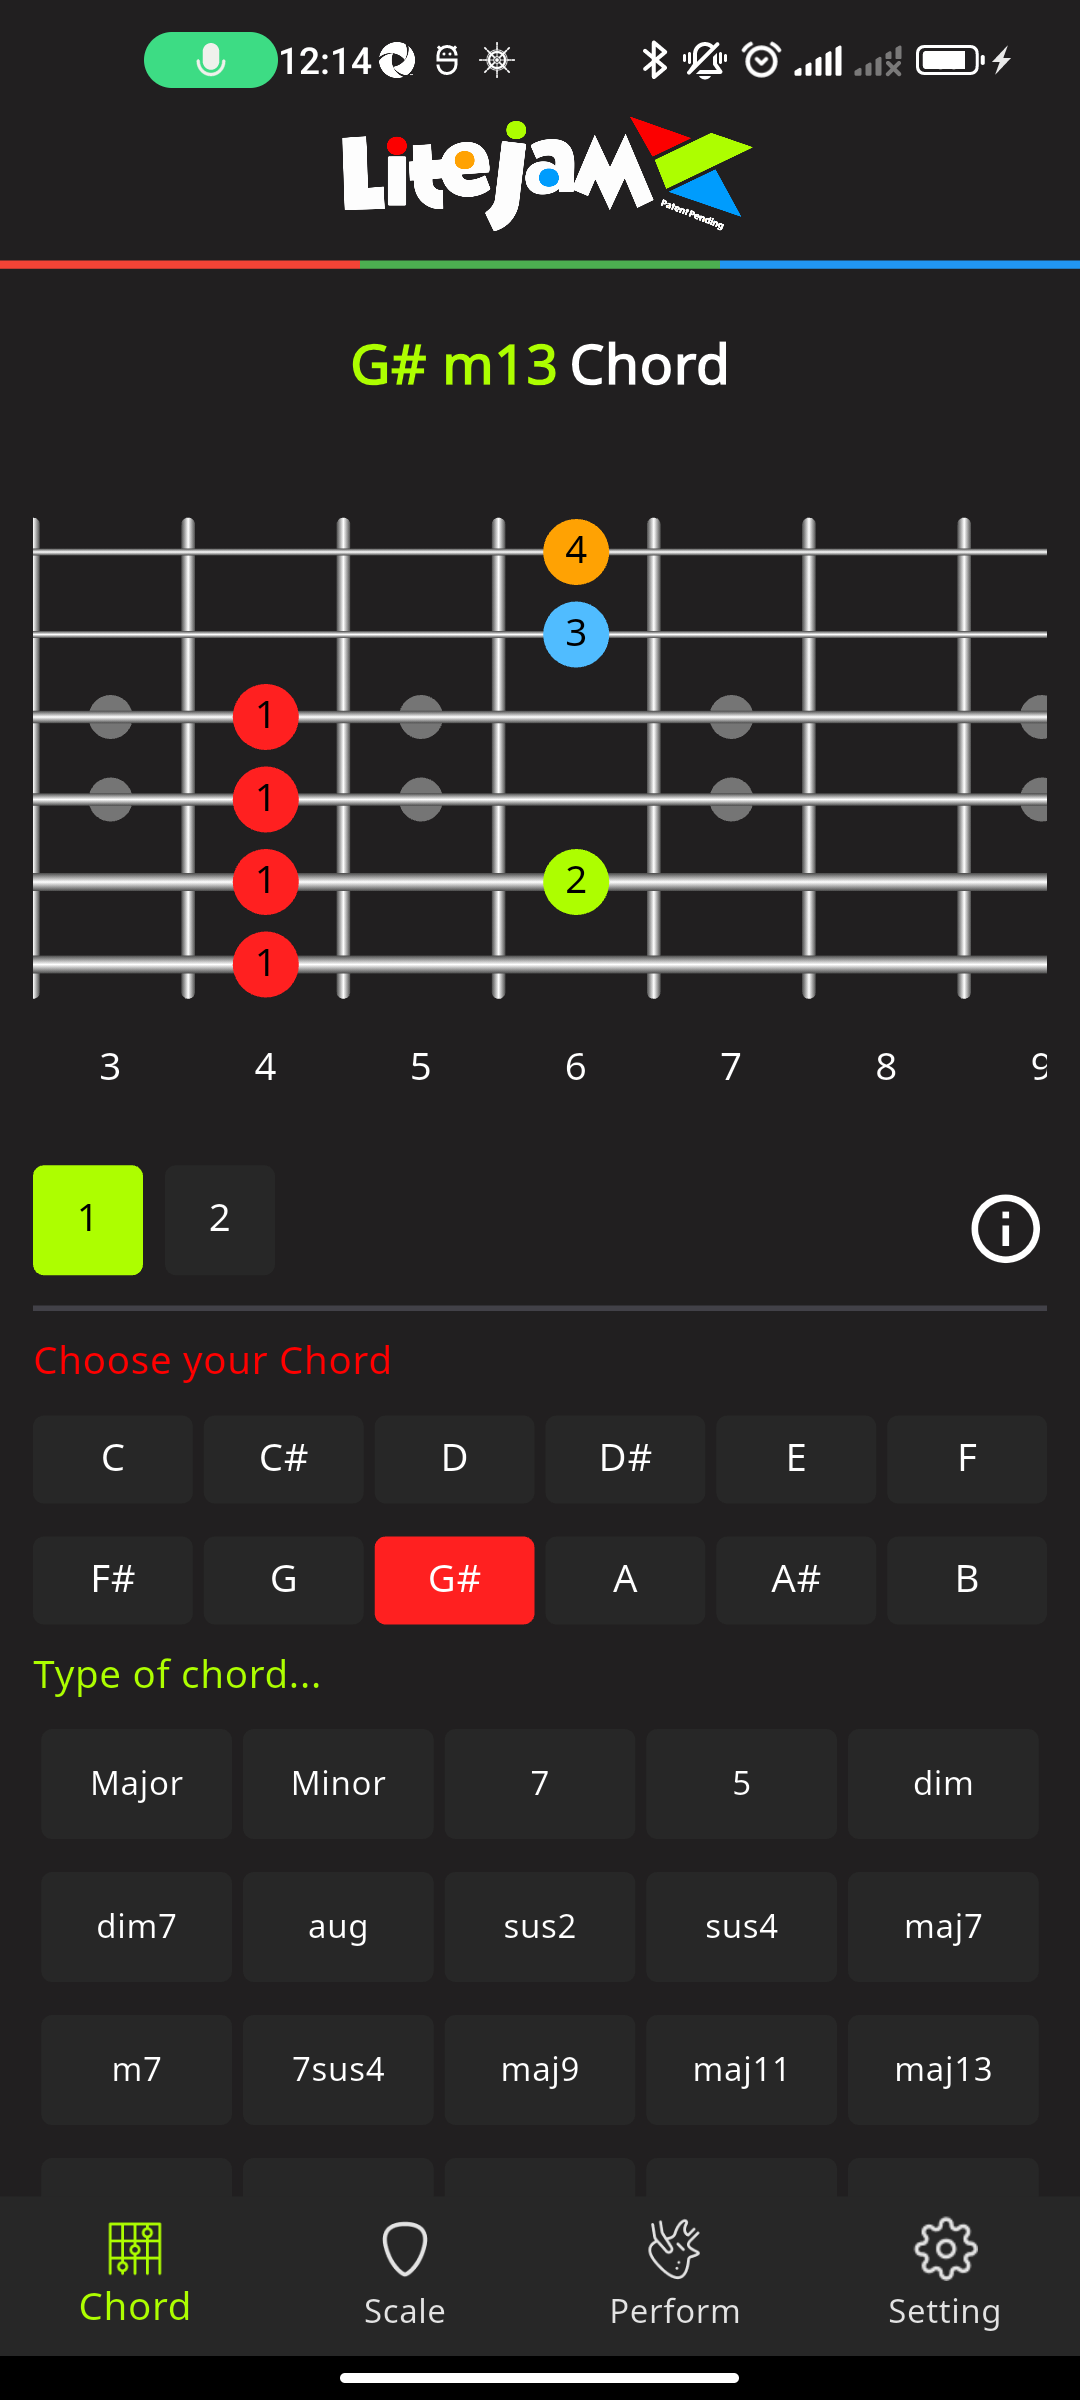 12:14
LitejaM
Patent Pending
G# m13 Chord
4
3
1
1
1 2
1
3 4 5 6 7 8 9
1 2
Choose your Chord
C C# D D# E F
F# G G# A A# B
Type of chord...
Major Minor 7 5 dim
dim7 aug sus2 sus4 maj7
m7 7sus4 maj9 maj11 maj13
Chord Scale Perform Setting